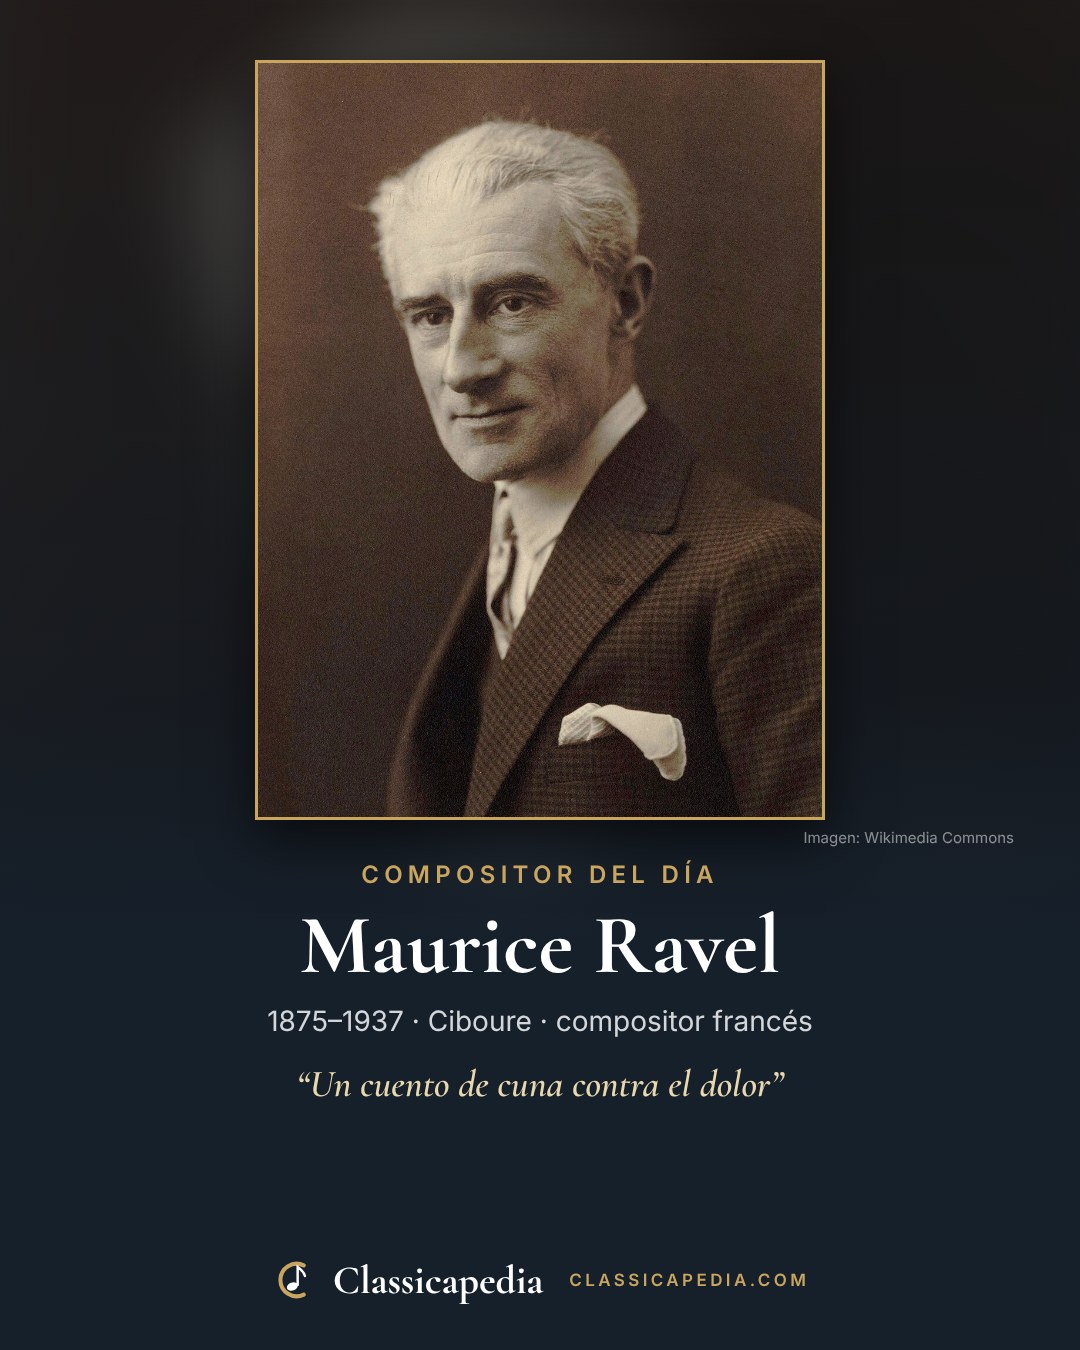 Imagen: Wikimedia Commons
COMPOSITOR DEL DÍA
Maurice Ravel
1875–1937 · Ciboure · compositor francés
“Un cuento de cuna contra el dolor”
Classicapedia CLASSICAPEDIA.COM